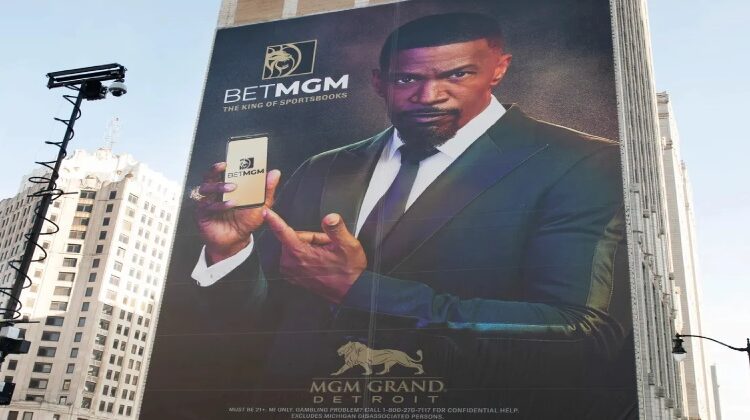 BETMGM
THE KING OF SPORTSBOOKS
BETMGM
MGM GRAND
DETROIT
MUST BE 21+. MI ONLY. GAMBLING PROBLEM? CALL 1-800-270-7117 FOR CONFIDENTIAL HELP.
EXCLUDES MICHIGAN DISASSOCIATED PERSONS.